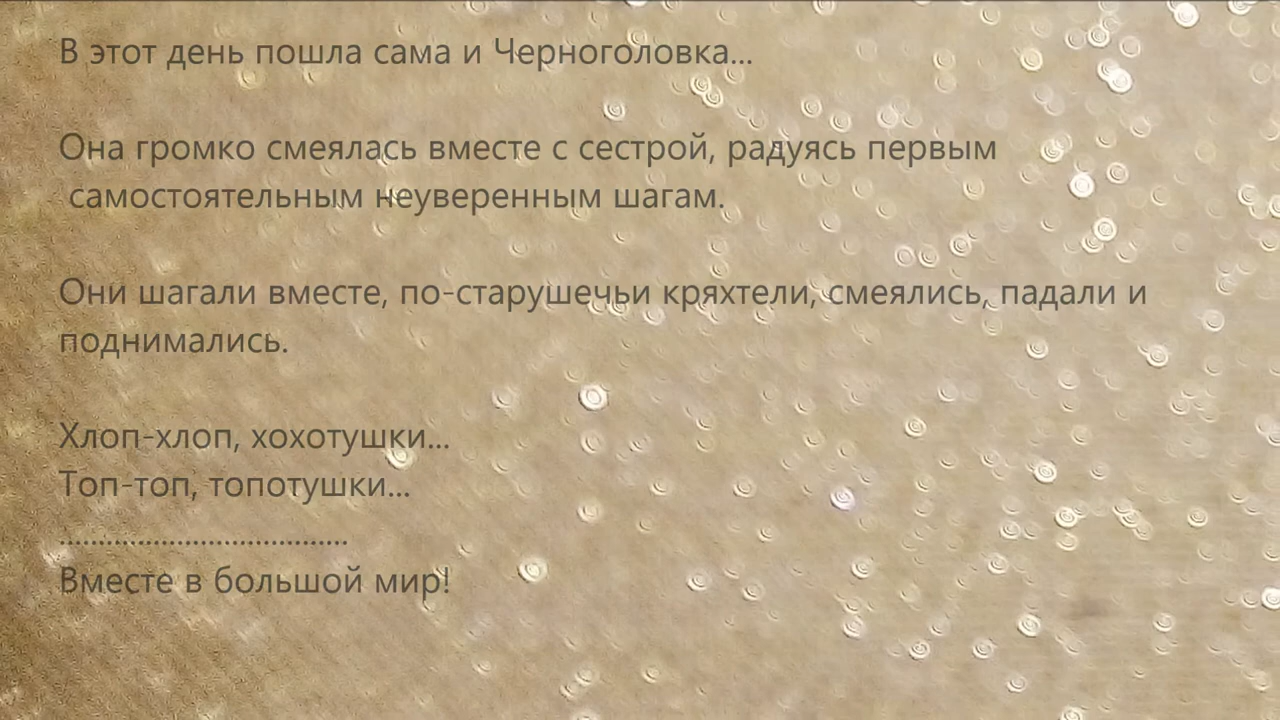 В этот день пошла сама и Черноголовка...
Она громко смеялась вместе с сестрой, радуясь первым
самостоятельным неуверенным шагам.
Они шагали вместе, по-старушечьи кряхтели, смеялись, падали и
поднимались.
Хлоп-хлоп, хохотушки...
Топ-топ, топотушки...
.....................................
Вместе в большой мир!